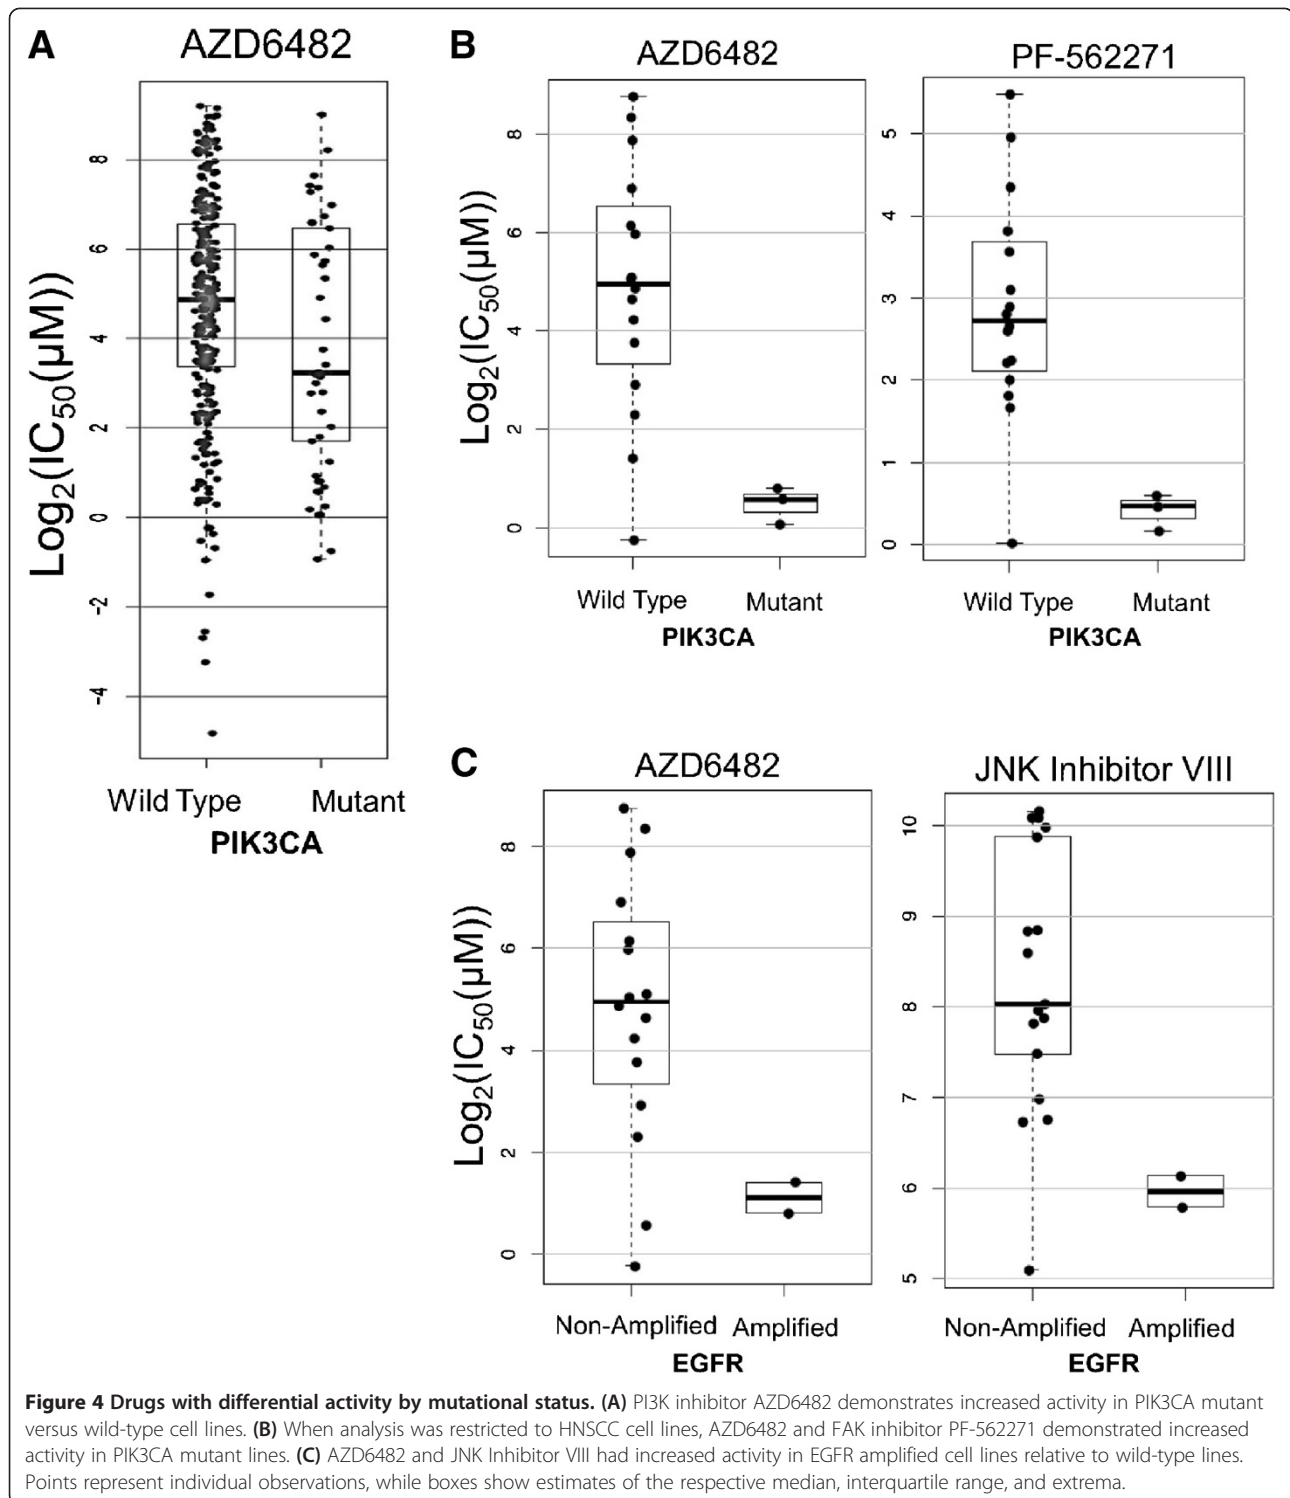 A
AZD6482
Log2(IC50(µM))
8
6
4
2
0
-2
-4
Wild Type Mutant
PIK3CA
B
AZD6482
Log2(IC50(µM))
8
6
4
2
0
Wild Type Mutant
PIK3CA
PF-562271
5
4
3
2
1
0
Wild Type Mutant
PIK3CA
C
AZD6482
Log2(IC50(µM))
8
6
4
2
0
Non-Amplified Amplified
EGFR
JNK Inhibitor VIII
10
9
8
7
6
5
Non-Amplified Amplified
EGFR
Figure 4 Drugs with differential activity by mutational status. (A) PI3K inhibitor AZD6482 demonstrates increased activity in PIK3CA mutant
versus wild-type cell lines. (B) When analysis was restricted to HNSCC cell lines, AZD6482 and FAK inhibitor PF-562271 demonstrated increased
activity in PIK3CA mutant lines. (C) AZD6482 and JNK Inhibitor VIII had increased activity in EGFR amplified cell lines relative to wild-type lines.
Points represent individual observations, while boxes show estimates of the respective median, interquartile range, and extrema.